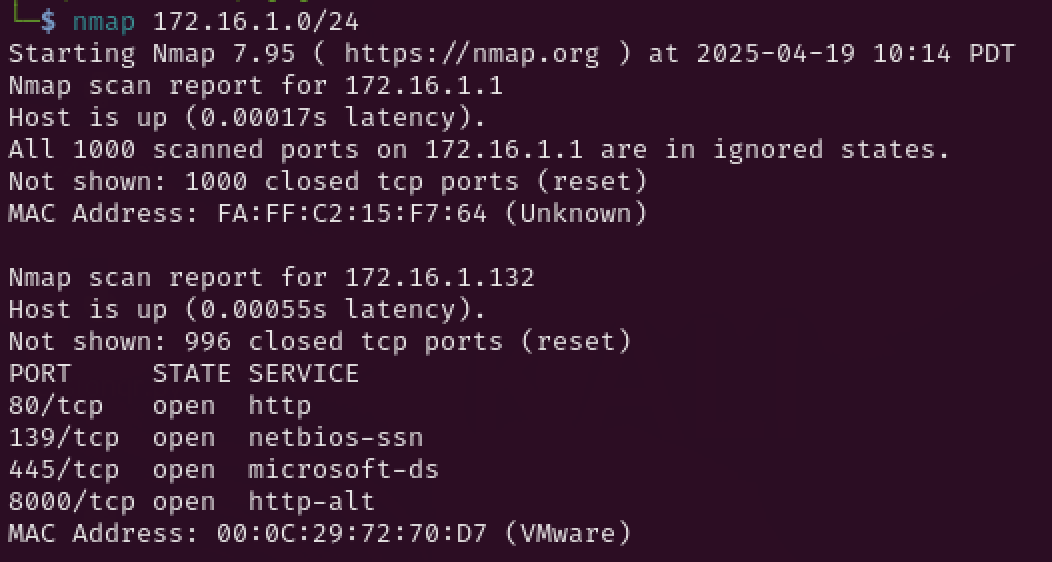 └─$ nmap 172.16.1.0/24
Starting Nmap 7.95 ( https://nmap.org ) at 2025-04-19 10:14 PDT
Nmap scan report for 172.16.1.1
Host is up (0.00017s latency).
All 1000 scanned ports on 172.16.1.1 are in ignored states.
Not shown: 1000 closed tcp ports (reset)
MAC Address: FA:FF:C2:15:F7:64 (Unknown)

Nmap scan report for 172.16.1.132
Host is up (0.00055s latency).
Not shown: 996 closed tcp ports (reset)
PORT     STATE SERVICE
80/tcp   open  http
139/tcp  open  netbios-ssn
445/tcp  open  microsoft-ds
8000/tcp open  http-alt
MAC Address: 00:0C:29:72:70:D7 (VMware)